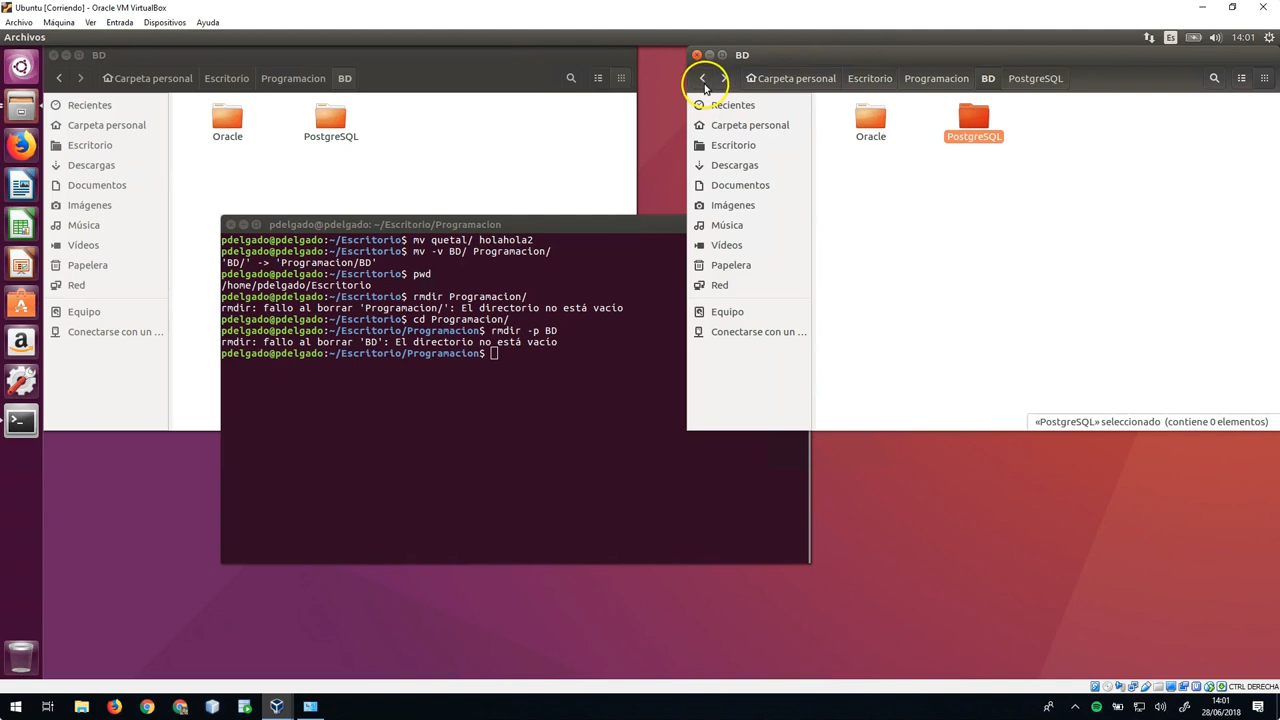 Ubuntu [Corriendo] - Oracle VM VirtualBox
Archivo Máquina Ver Entrada Dispositivos Ayuda
Archivos
Es
14:01
BD
Carpeta personal Escritorio Programacion BD
Recientes
Carpeta personal
Escritorio
Descargas
Documentos
Imágenes
Música
Vídeos
Papelera
Red
Equipo
Conectarse con un ...
Oracle
PostgreSQL
BD
Carpeta personal Escritorio Programacion BD PostgreSQL
Recientes
Carpeta personal
Escritorio
Descargas
Documentos
Imágenes
Música
Vídeos
Papelera
Red
Equipo
Conectarse con un ...
Oracle
PostgreSQL
«PostgreSQL» seleccionado (contiene 0 elementos)
pdelgado@pdelgado: ~/Escritorio/Programacion
pdelgado@pdelgado:~/Escritorio$ mv quetal/ holahola2
pdelgado@pdelgado:~/Escritorio$ mv -v BD/ Programacion/
'BD/' -> 'Programacion/BD'
pdelgado@pdelgado:~/Escritorio$ pwd
/home/pdelgado/Escritorio
pdelgado@pdelgado:~/Escritorio$ rmdir Programacion/
rmdir: fallo al borrar 'Programacion/': El directorio no está vacío
pdelgado@pdelgado:~/Escritorio$ cd Programacion/
pdelgado@pdelgado:~/Escritorio/Programacion$ rmdir -p BD
rmdir: fallo al borrar 'BD': El directorio no está vacío
pdelgado@pdelgado:~/Escritorio/Programacion$
CTRL DERECHA
14:01
28/06/2018